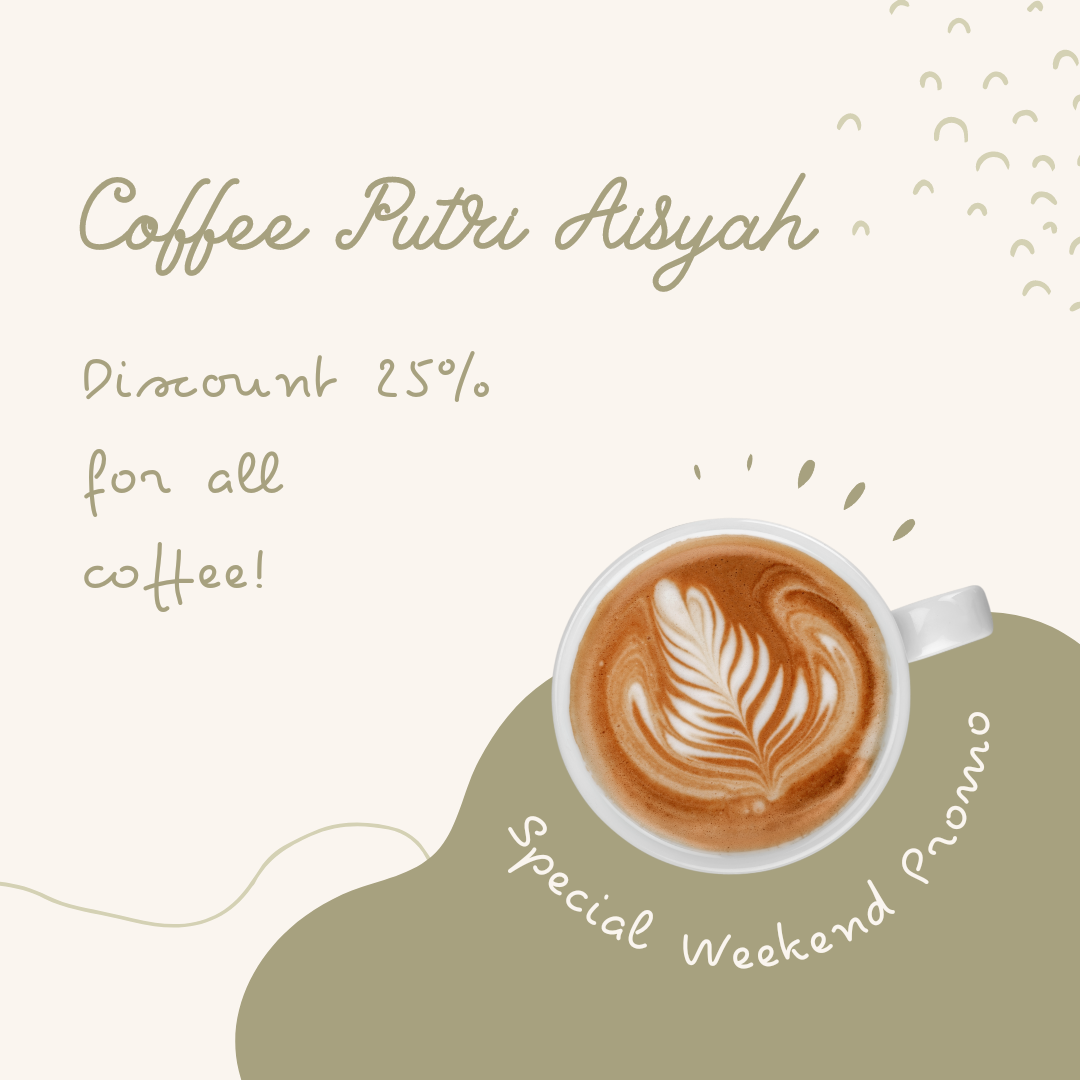 Coffee Putri Aisyah
Discount 25%
for all
coffee!
Special Weekend Promo